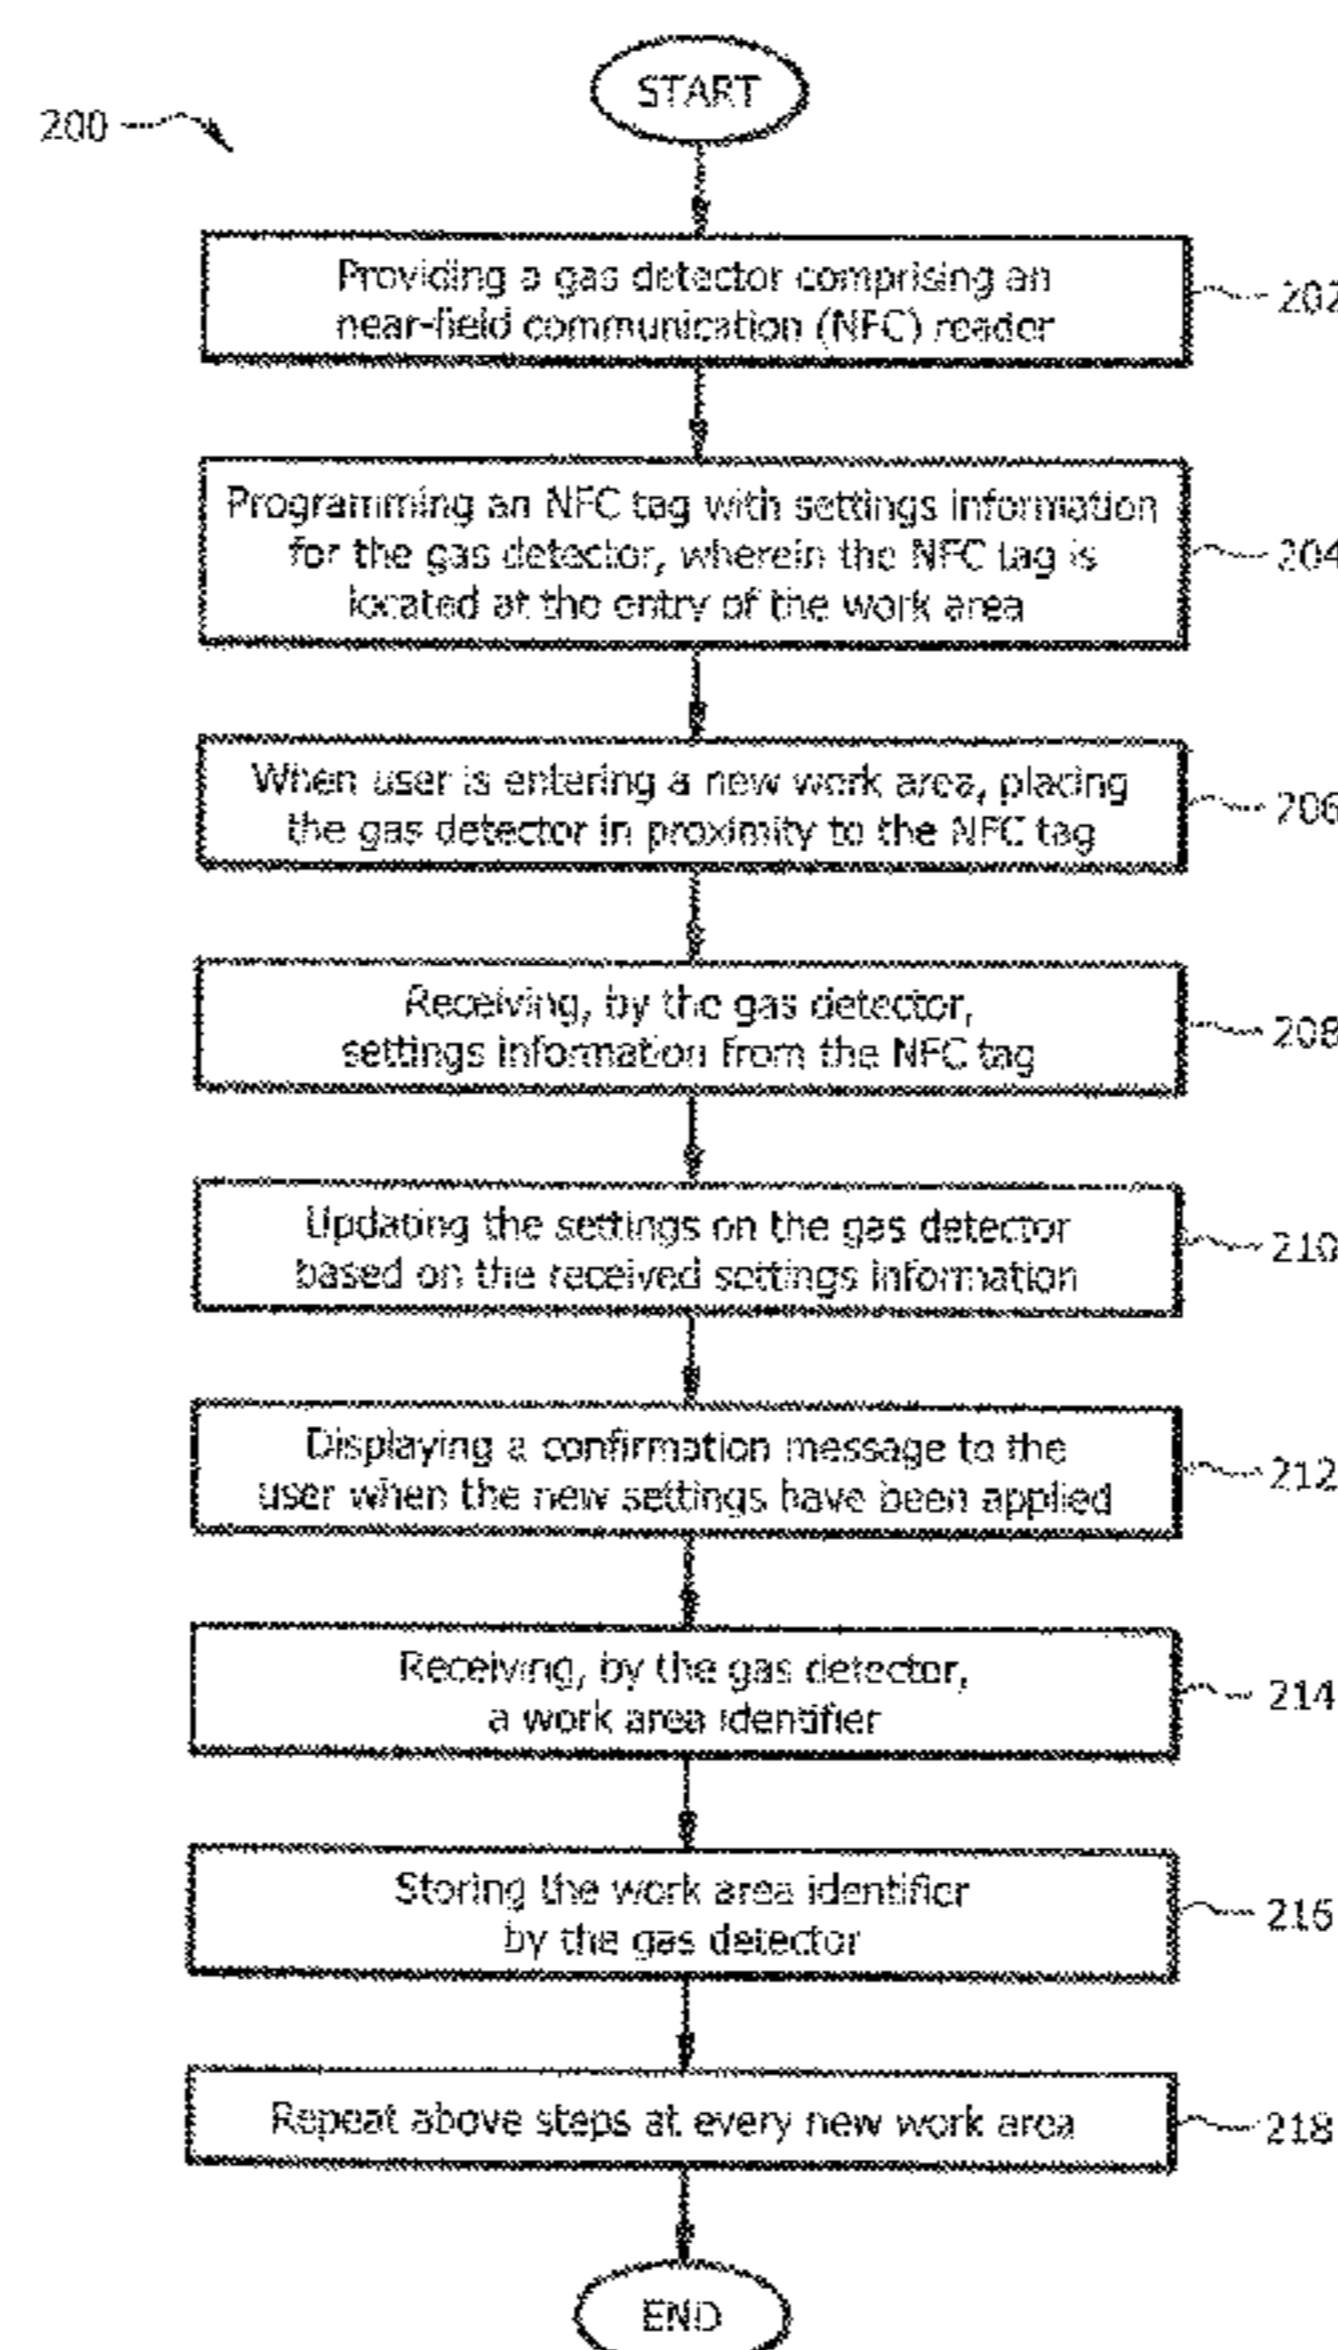 START
200
Providing a gas detector comprising an
near-field communication (NFC) reader
202
Programming an NFC tag with settings information
for the gas detector, wherein the NFC tag is
located at the entry of the work area
204
When user is entering a new work area, placing
the gas detector in proximity to the NFC tag
206
Receiving, by the gas detector,
settings information from the NFC tag
208
Updating the settings on the gas detector
based on the received settings information
210
Displaying a confirmation message to the
user when the new settings have been applied
212
Receiving, by the gas detector,
a work area identifier
214
Storing the work area identifier
by the gas detector
216
Repeat above steps at every new work area
218
END